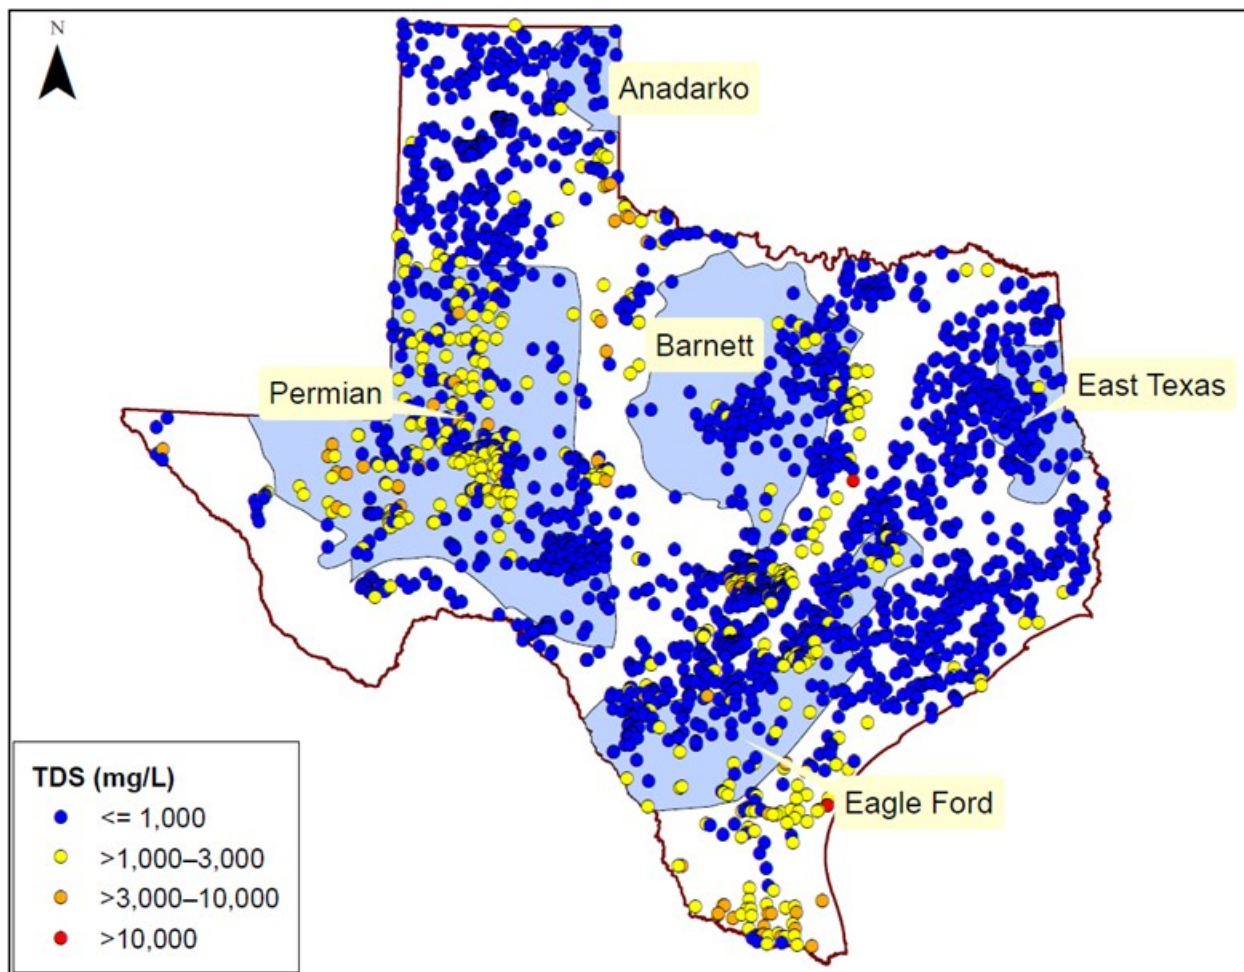 N
Anadarko
Barnett
Permian
East Texas
Eagle Ford
TDS (mg/L)
<= 1,000
>1,000–3,000
>3,000–10,000
>10,000